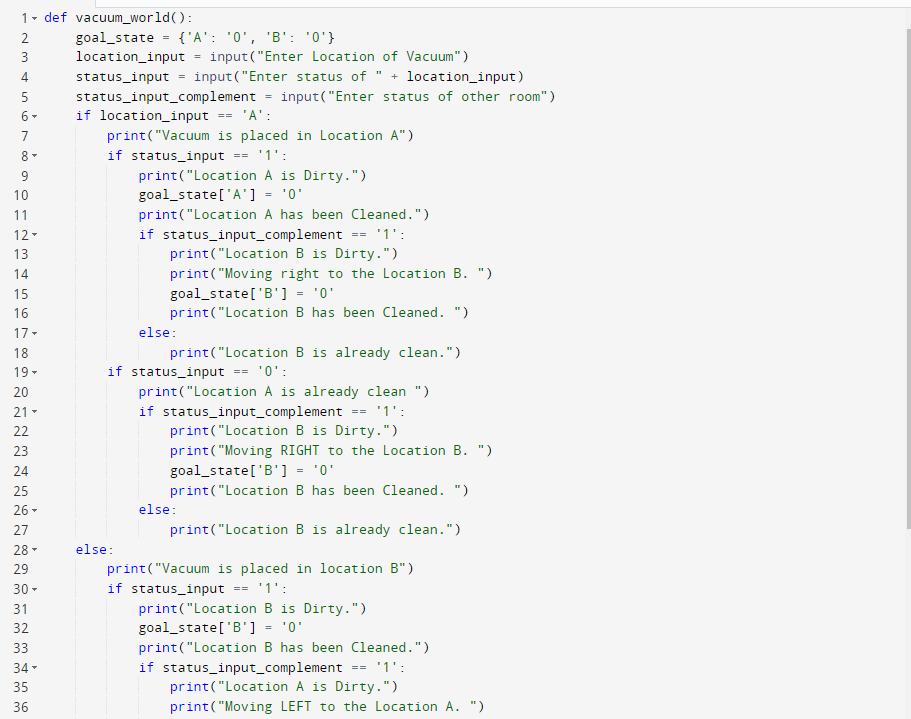 1 def vacuum_world():
2     goal_state = {'A': '0', 'B': '0'}
3     location_input = input("Enter Location of Vacuum")
4     status_input = input("Enter status of " + location_input)
5     status_input_complement = input("Enter status of other room")
6     if location_input == 'A':
7         print("Vacuum is placed in Location A")
8         if status_input == '1':
9             print("Location A is Dirty.")
10             goal_state['A'] = '0'
11             print("Location A has been Cleaned.")
12             if status_input_complement == '1':
13                 print("Location B is Dirty.")
14                 print("Moving right to the Location B. ")
15                 goal_state['B'] = '0'
16                 print("Location B has been Cleaned. ")
17             else:
18                 print("Location B is already clean.")
19         if status_input == '0':
20             print("Location A is already clean ")
21             if status_input_complement == '1':
22                 print("Location B is Dirty.")
23                 print("Moving RIGHT to the Location B. ")
24                 goal_state['B'] = '0'
25                 print("Location B has been Cleaned. ")
26             else:
27                 print("Location B is already clean.")
28     else:
29         print("Vacuum is placed in location B")
30         if status_input == '1':
31             print("Location B is Dirty.")
32             goal_state['B'] = '0'
33             print("Location B has been Cleaned.")
34             if status_input_complement == '1':
35                 print("Location A is Dirty.")
36                 print("Moving LEFT to the Location A. ")